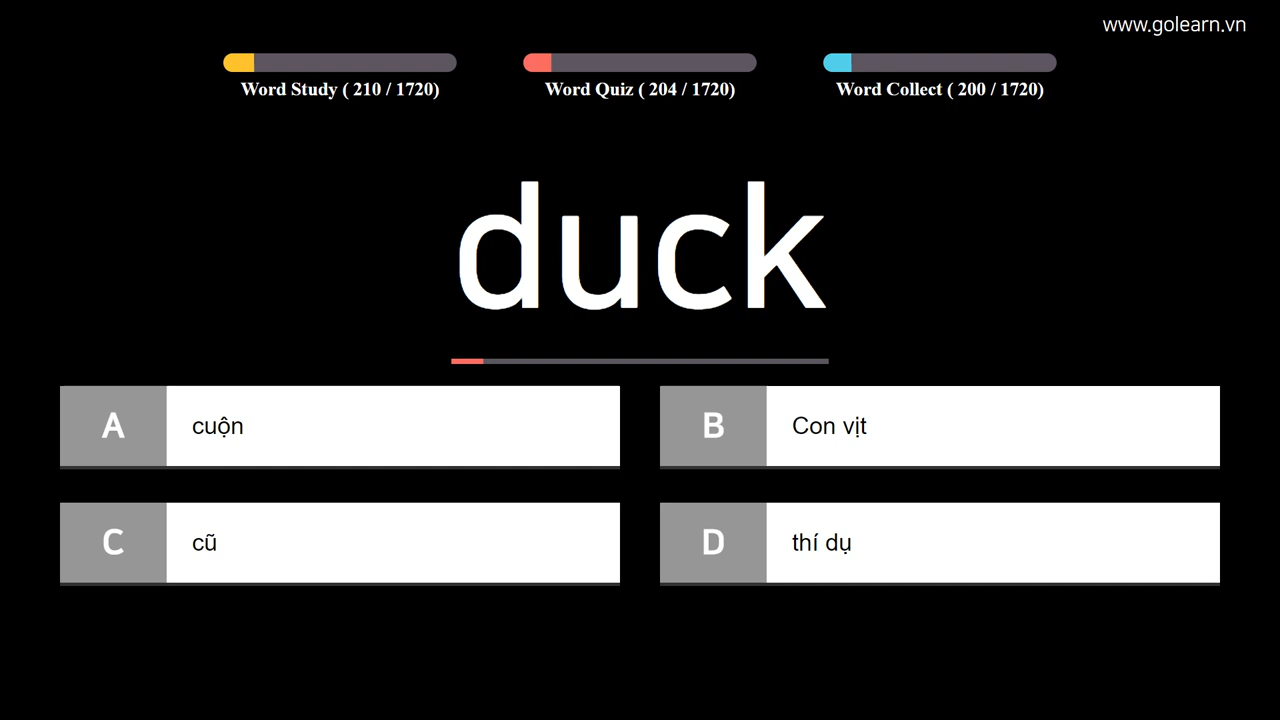 www.golearn.vn
Word Study ( 210 / 1720)
Word Quiz ( 204 / 1720)
Word Collect ( 200 / 1720)
duck
A cuộn
B Con vịt
C cũ
D thí dụ